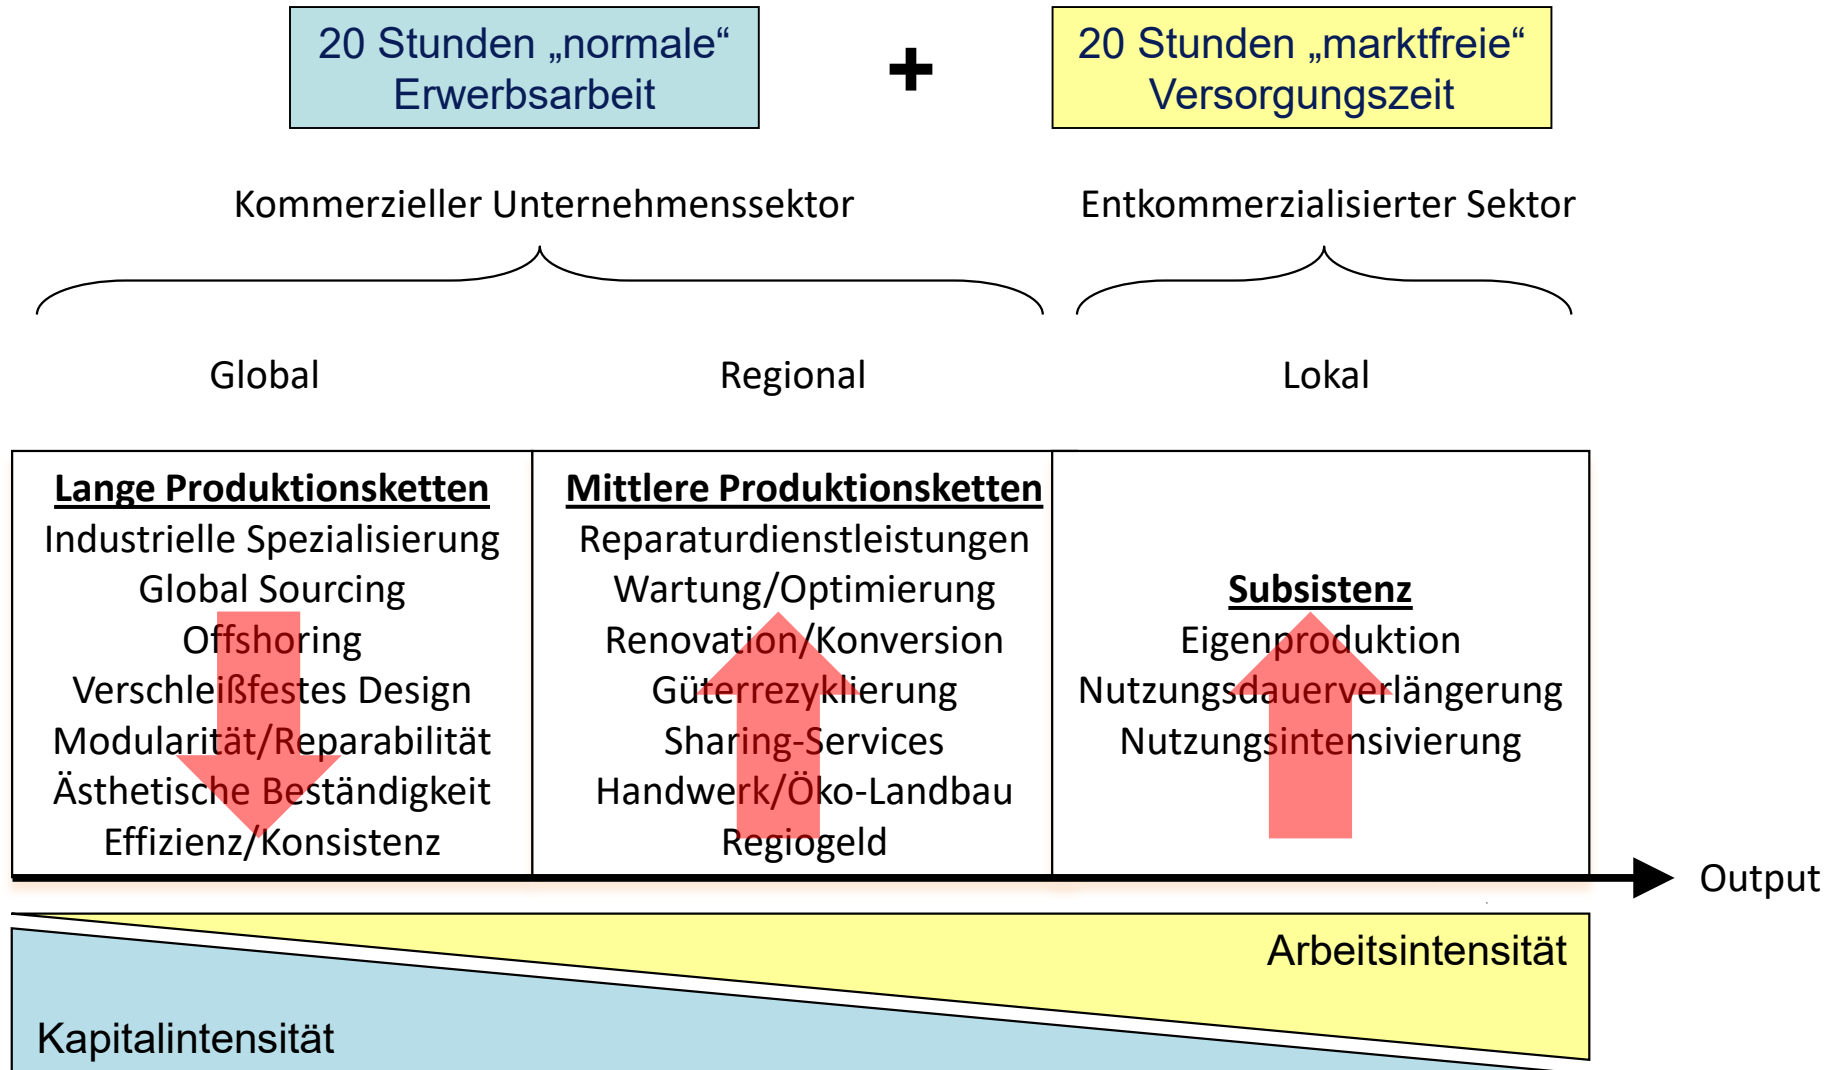 20 Stunden „normale“
Erwerbsarbeit
+
20 Stunden „marktfreie“
Versorgungszeit
Kommerzieller Unternehmenssektor
Entkommerzialisierter Sektor
Global
Regional
Lokal
Lange Produktionsketten
Industrielle Spezialisierung
Global Sourcing
Offshoring
Verschleißfestes Design
Modularität/Reparabilität
Ästhetische Beständigkeit
Effizienz/Konsistenz
Mittlere Produktionsketten
Reparaturdienstleistungen
Wartung/Optimierung
Renovation/Konversion
Güterrezyklierung
Sharing-Services
Handwerk/Öko-Landbau
Regiogeld
Subsistenz
Eigenproduktion
Nutzungsdauerverlängerung
Nutzungsintensivierung
Output
Arbeitsintensität
Kapitalintensität